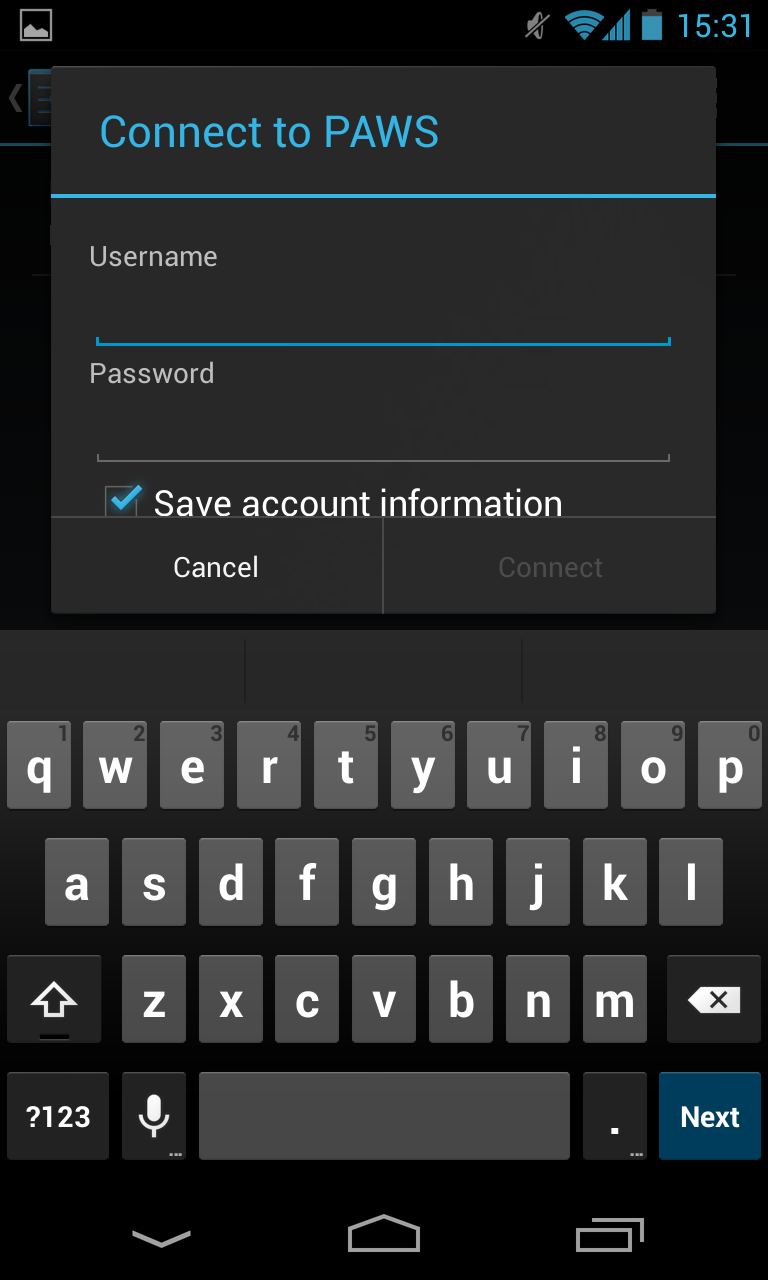 15:31
Connect to PAWS
Username
Password
Save account information
Cancel Connect
1 2 3 4 5 6 7 8 9 0
q w e r t y u i o p
a s d f g h j k l
z x c v b n m
?123 ... . ... Next